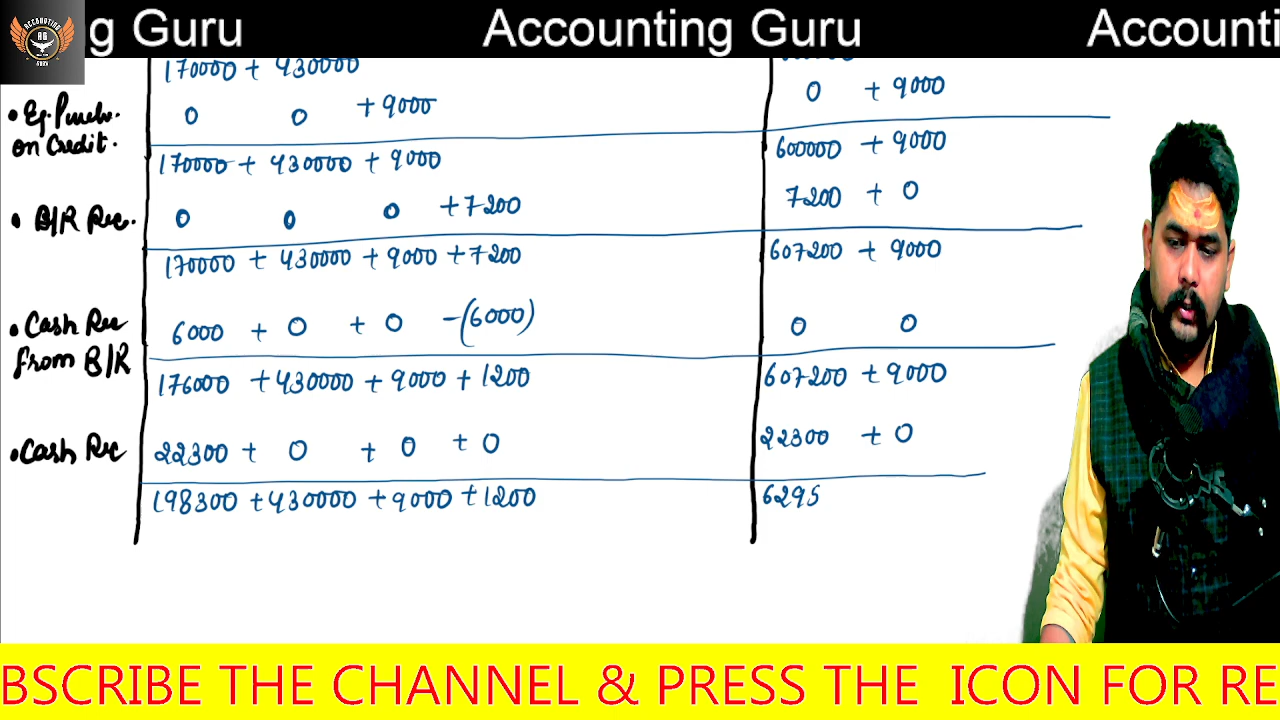 g Guru Accounting Guru Accounti
ACCOUNTING
AG
GURU
170000 + 430000
• Eq. Purch. 0 0 + 9000 0 + 9000
on Credit.
170000 + 430000 + 9000 600000 + 9000
• B/R Rec. 0 0 0 + 7200 7200 + 0
170000 + 430000 + 9000 + 7200 607200 + 9000
• Cash Rec 6000 + 0 + 0 -(6000) 0 0
from B/R
176000 + 430000 + 9000 + 1200 607200 + 9000
• Cash Rec 22300 + 0 + 0 + 0 22300 + 0
198300 + 430000 + 9000 + 1200 6295
BSCRIBE THE CHANNEL & PRESS THE ICON FOR RE